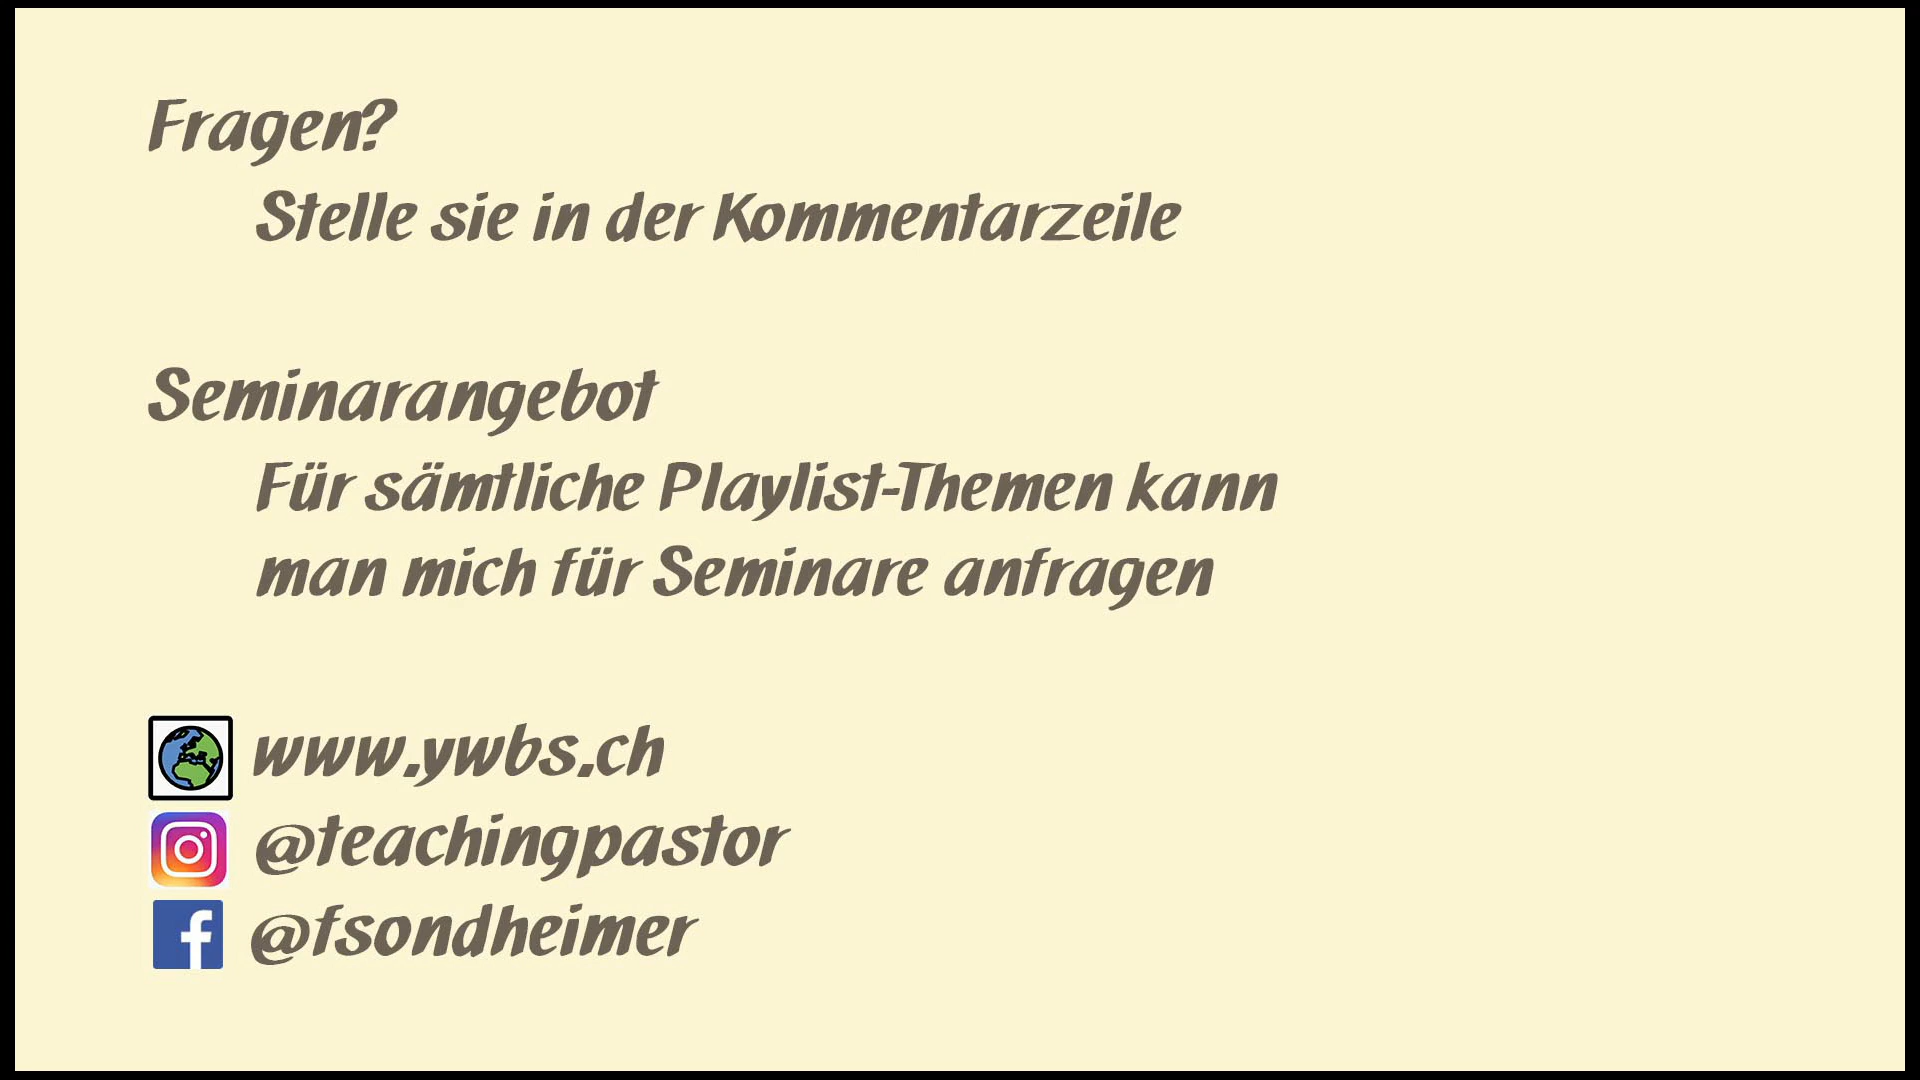 Fragen?
Stelle sie in der Kommentarzeile
Seminarangebot
Für sämtliche Playlist-Themen kann
man mich für Seminare anfragen
www.ywbs.ch
@teachingpastor
@fsondheimer